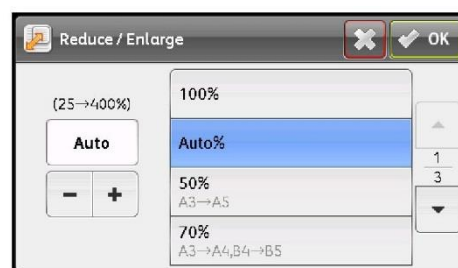 Reduce / Enlarge
OK
(25→400%)
Auto
100%
Auto%
50%
A3→A5
70%
A3→A4,B4→B5
1
3